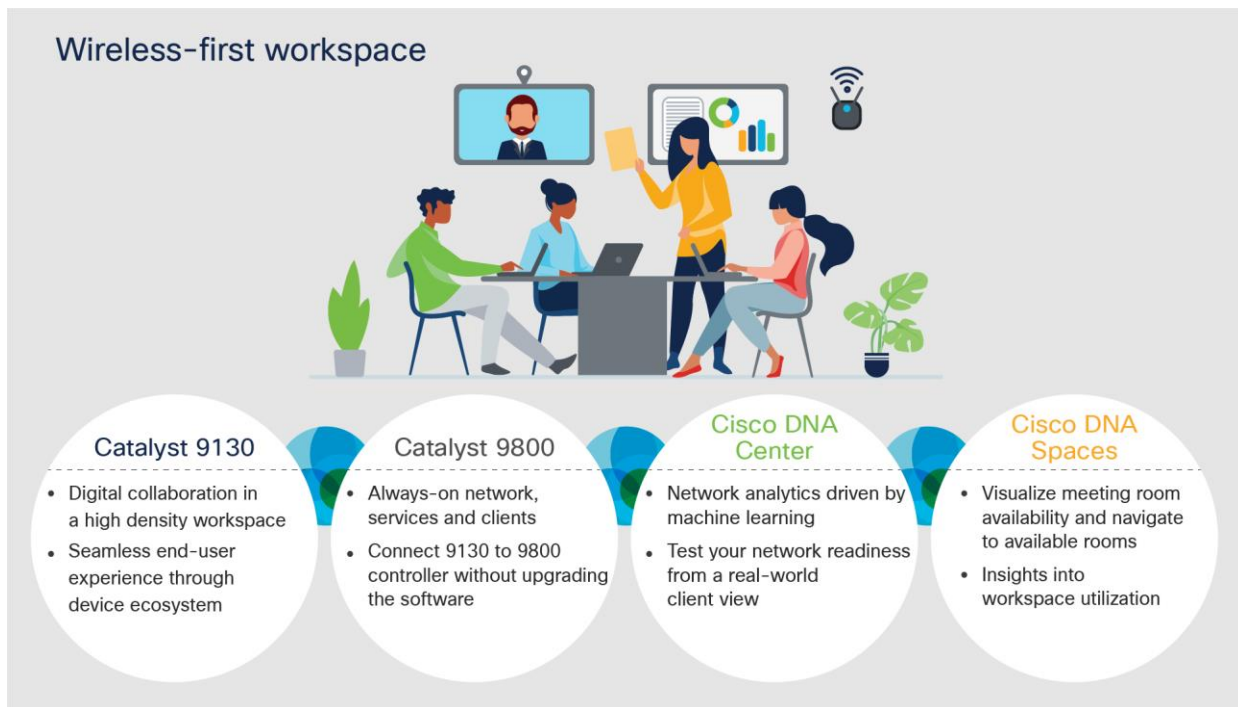 Wireless-first workspace
Catalyst 9130
• Digital collaboration in
a high density workspace
• Seamless end-user
experience through
device ecosystem
Catalyst 9800
• Always-on network,
services and clients
• Connect 9130 to 9800
controller without upgrading
the software
Cisco DNA
Center
• Network analytics driven by
machine learning
• Test your network readiness
from a real-world
client view
Cisco DNA
Spaces
• Visualize meeting room
availability and navigate
to available rooms
• Insights into
workspace utilization